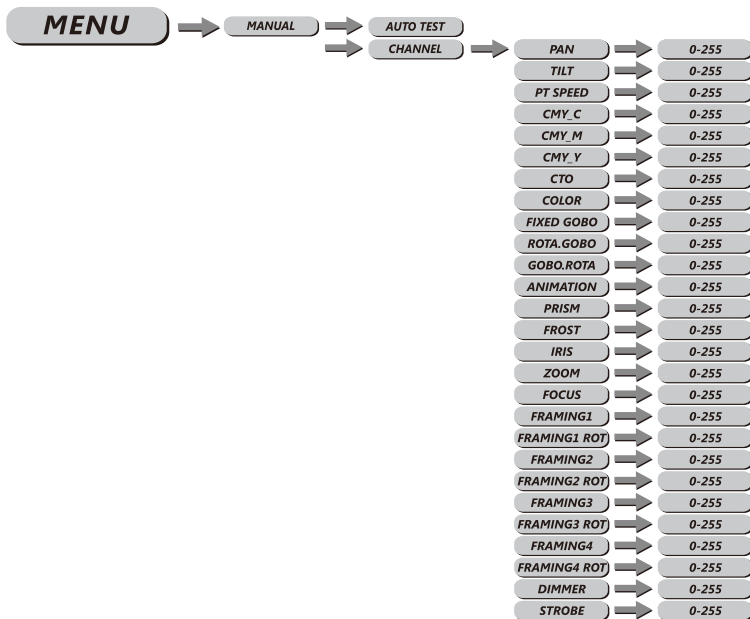 MENU MANUAL AUTO TEST
CHANNEL PAN 0-255
TILT 0-255
PT SPEED 0-255
CMY_C 0-255
CMY_M 0-255
CMY_Y 0-255
CTO 0-255
COLOR 0-255
FIXED GOBO 0-255
ROTA.GOBO 0-255
GOBO.ROTA 0-255
ANIMATION 0-255
PRISM 0-255
FROST 0-255
IRIS 0-255
ZOOM 0-255
FOCUS 0-255
FRAMING1 0-255
FRAMING1 ROT 0-255
FRAMING2 0-255
FRAMING2 ROT 0-255
FRAMING3 0-255
FRAMING3 ROT 0-255
FRAMING4 0-255
FRAMING4 ROT 0-255
DIMMER 0-255
STROBE 0-255